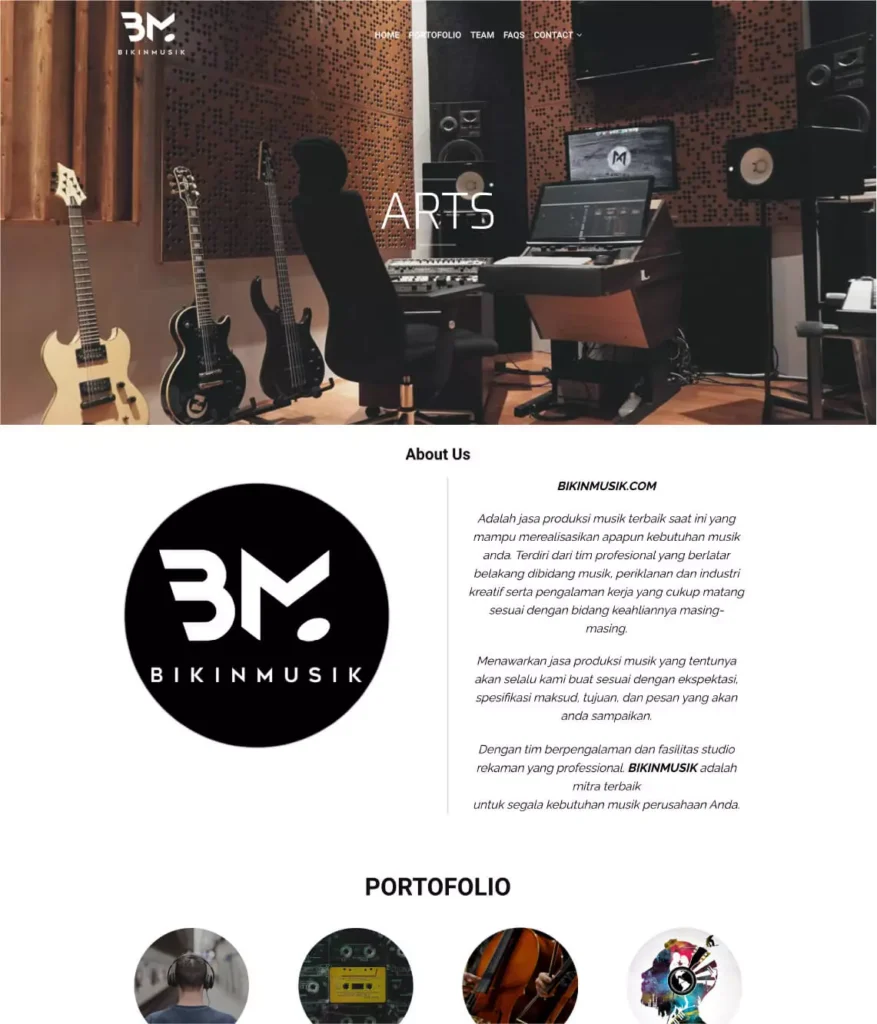 BM
BIKINMUSIK
HOME PORTOFOLIO TEAM FAQS CONTACT
ARTS
About Us
BM
BIKINMUSIK
BIKINMUSIK.COM
Adalah jasa produksi musik terbaik saat ini yang
mampu merealisasikan apapun kebutuhan musik
anda. Terdiri dari tim profesional yang berlatar
belakang dibidang musik, periklanan dan industri
kreatif serta pengalaman kerja yang cukup matang
sesuai dengan bidang keahliannya masing-
masing.
Menawarkan jasa produksi musik yang tentunya
akan selalu kami buat sesuai dengan ekspektasi,
spesifikasi maksud, tujuan, dan pesan yang akan
anda sampaikan.
Dengan tim berpengalaman dan fasilitas studio
rekaman yang professional. BIKINMUSIK adalah
mitra terbaik
untuk segala kebutuhan musik perusahaan Anda.
PORTOFOLIO